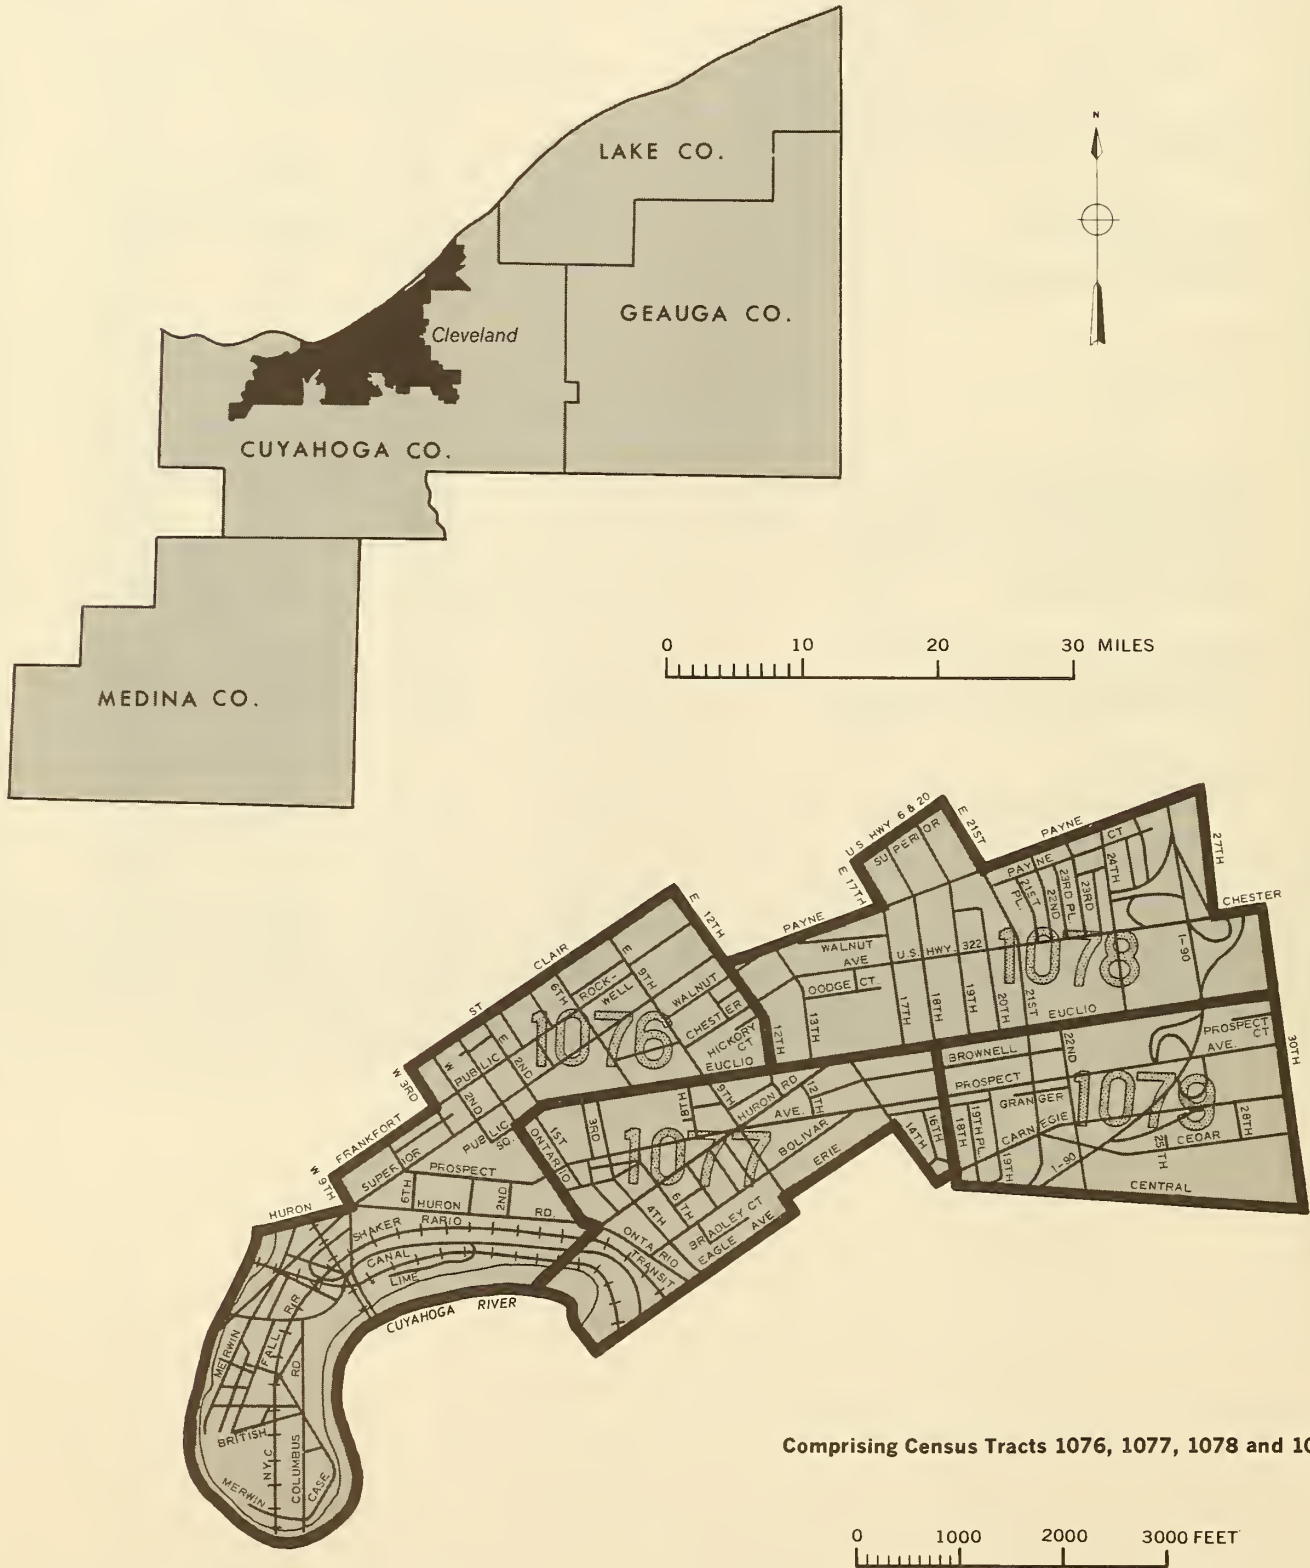 N
LAKE CO.
GEAUGA CO.
Cleveland
CUYAHOGA CO.
MEDINA CO.
0 10 20 30 MILES
U.S. HWY 6 & 20
E 21ST
SUPERIOR
PAYNE
CT
27TH
E 17TH
PAYNE
24TH
21ST
PL.
22ND
23RD PL.
23RD
CHESTER
E 12TH
PAYNE
WALNUT
AVE
U.S. HWY. 322
1078
I-90
DODGE CT.
CLAIR
ST
E
9TH
6TH
ROCK-
WELL
WALNUT
CHESTER
1076
HICKORY
CT
EUCLID
12TH
13TH
17TH
18TH
19TH
20TH
21ST
EUCLID
W 3RD
W
PUBLIC
E
2ND
2ND
PUBLIC
SQ.
FRANKFORT
W 9TH
SUPERIOR
PROSPECT
6TH
HURON
2ND
RD.
HURON
SHAKER
RARIO
CANAL
LIME
CUYAHOGA RIVER
ONTARIO
1ST
3RD
8TH
9TH
HURON RD
12TH
AVE.
1077
BOLIVAR
ERIE
4TH
6TH
BRADLEY CT
EAGLE AVE
ONTARIO
TRANSIT
14TH
16TH
BROWNELL
22ND
PROSPECT
CT
AVE.
30TH
PROSPECT
GRANGER
1079
18TH
19TH PL.
19TH
CARNEGIE
I-90
25TH
CEDAR
28TH
CENTRAL
MERWIN
FALL
RIR
RD
BRITISH
NYC
COLUMBUS
CASE
MERWIN
Comprising Census Tracts 1076, 1077, 1078 and 10
0 1000 2000 3000 FEET